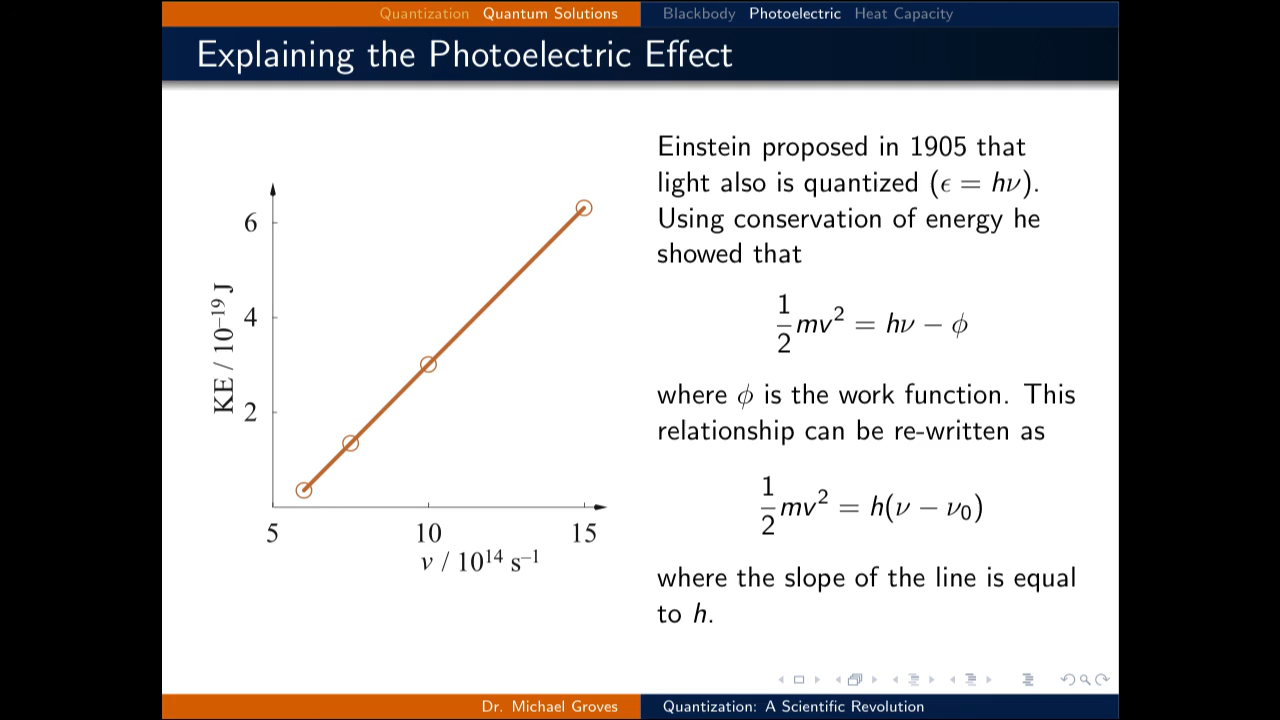 Quantization Quantum Solutions Blackbody Photoelectric Heat Capacity
Explaining the Photoelectric Effect
6
4
2
KE / 10⁻¹⁹ J
5 10 15
ν / 10¹⁴ s⁻¹
Einstein proposed in 1905 that
light also is quantized (ϵ = hν).
Using conservation of energy he
showed that
1/2 mv² = hν − ϕ
where ϕ is the work function. This
relationship can be re-written as
1/2 mv² = h(ν − ν₀)
where the slope of the line is equal
to h.
Dr. Michael Groves Quantization: A Scientific Revolution